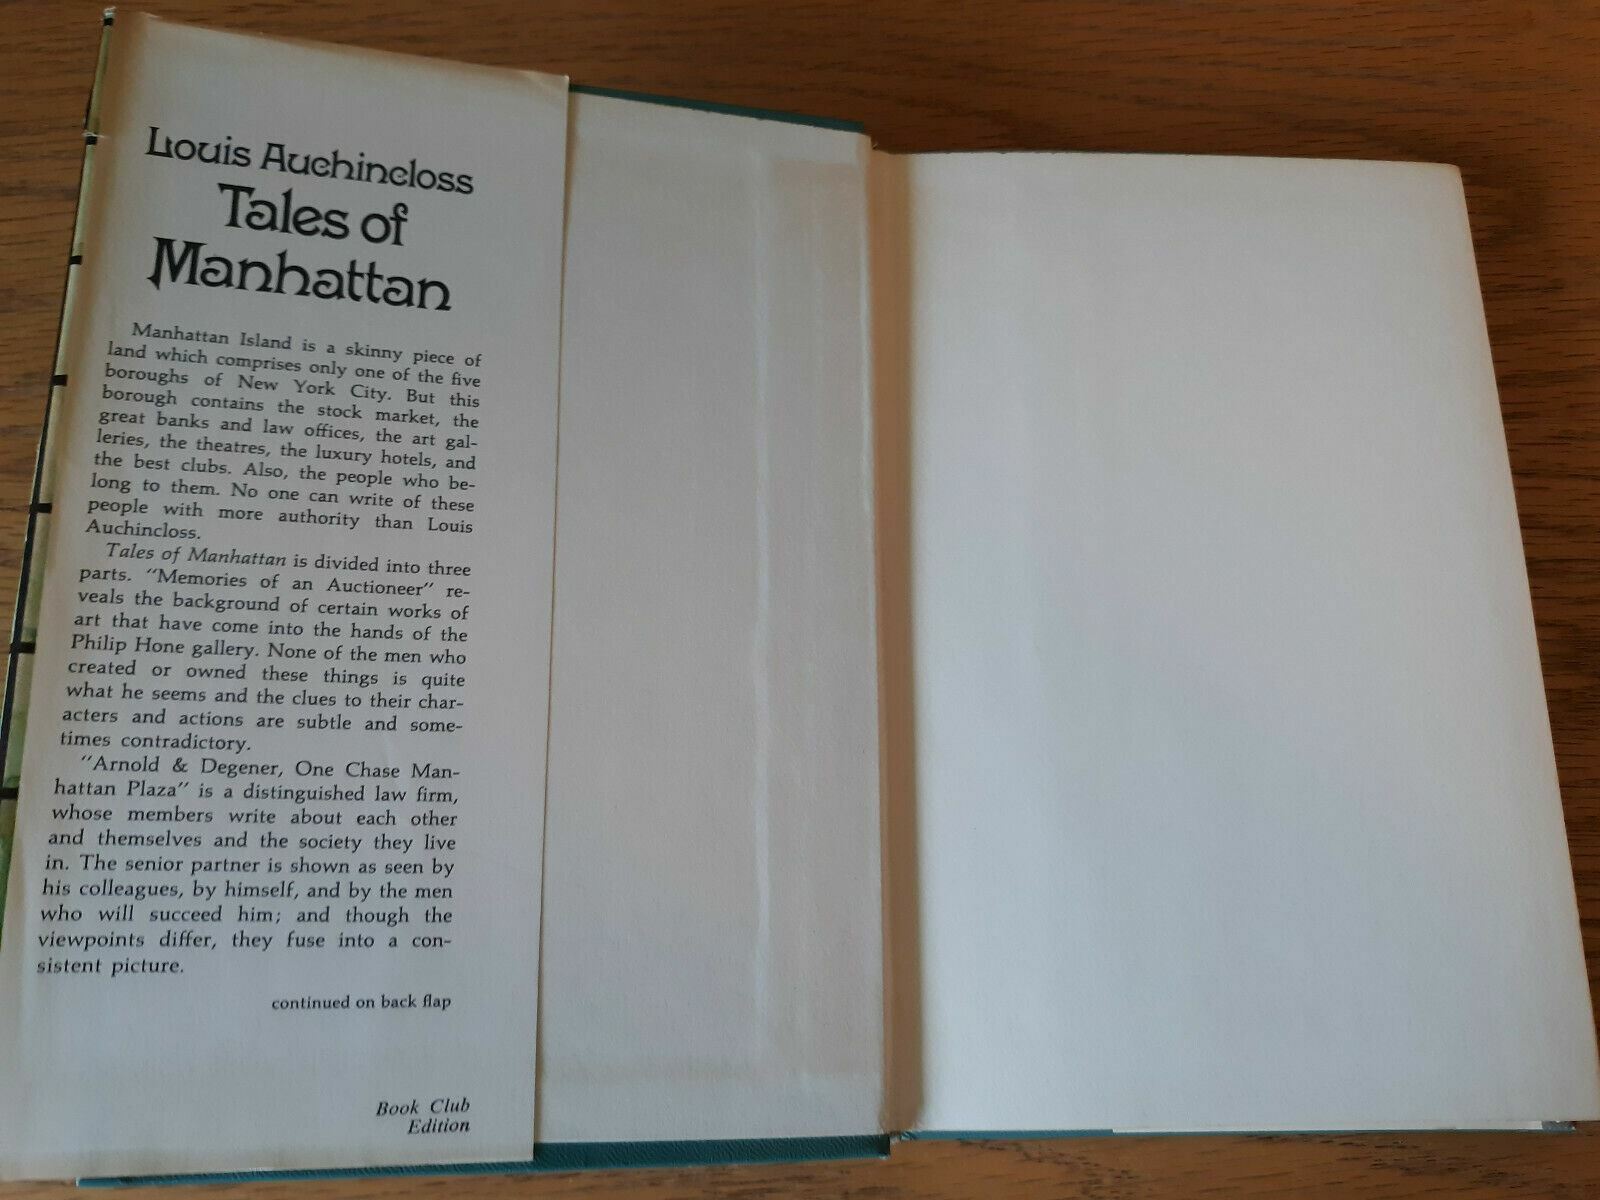 Louis Auchincloss
Tales of
Manhattan
Manhattan Island is a skinny piece of
land which comprises only one of the five
boroughs of New York City. But this
borough contains the stock market, the
great banks and law offices, the art gal-
leries, the theatres, the luxury hotels, and
the best clubs. Also, the people who be-
long to them. No one can write of these
people with more authority than Louis
Auchincloss.
Tales of Manhattan is divided into three
parts. "Memories of an Auctioneer" re-
veals the background of certain works of
art that have come into the hands of the
Philip Hone gallery. None of the men who
created or owned these things is quite
what he seems and the clues to their char-
acters and actions are subtle and some-
times contradictory.
"Arnold & Degener, One Chase Man-
hattan Plaza" is a distinguished law firm,
whose members write about each other
and themselves and the society they live
in. The senior partner is shown as seen by
his colleagues, by himself, and by the men
who will succeed him; and though the
viewpoints differ, they fuse into a con-
sistent picture.
continued on back flap
Book Club
Edition